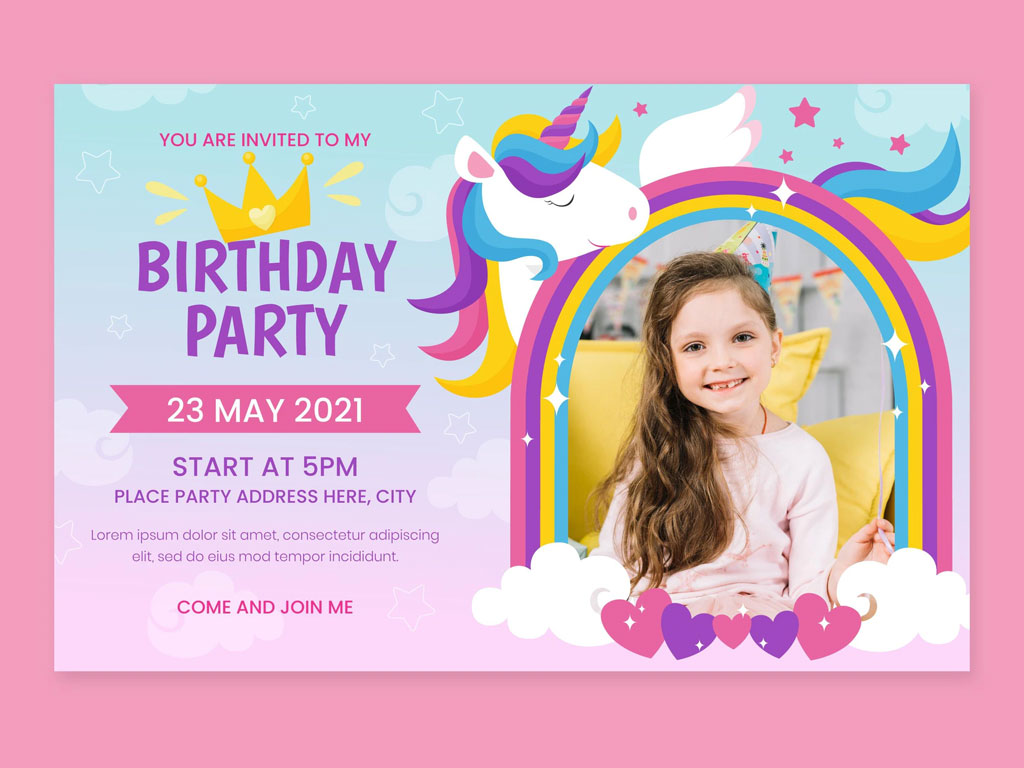 YOU ARE INVITED TO MY
BIRTHDAY
PARTY
23 MAY 2021
START AT 5PM
PLACE PARTY ADDRESS HERE, CITY
Lorem ipsum dolor sit amet, consectetur adipiscing
elit, sed do eius mod tempor incididunt.
COME AND JOIN ME